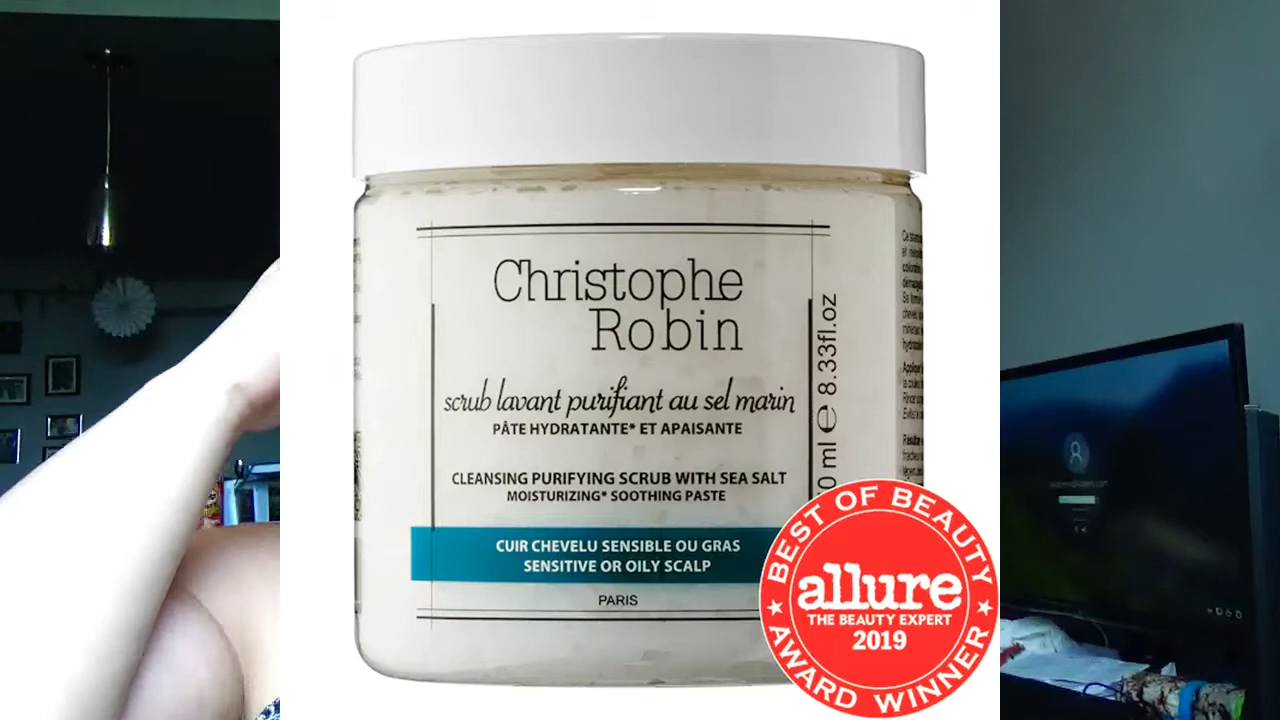 Christophe
Robin
scrub lavant purifiant au sel marin
PÂTE HYDRATANTE* ET APAISANTE
CLEANSING PURIFYING SCRUB WITH SEA SALT
MOISTURIZING* SOOTHING PASTE
CUIR CHEVELU SENSIBLE OU GRAS
SENSITIVE OR OILY SCALP
PARIS
ml e 8.33fl.oz
BEST OF BEAUTY
allure
THE BEAUTY EXPERT
2019
AWARD WINNER